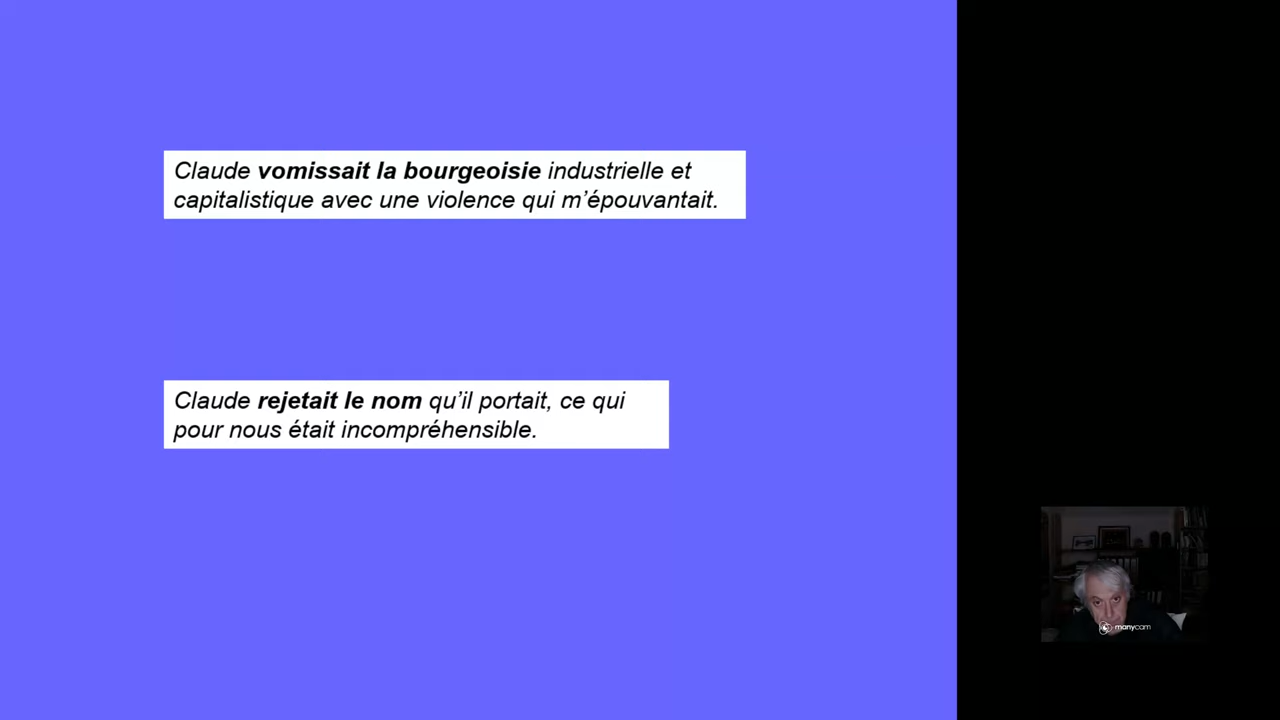 Claude vomissait la bourgeoisie industrielle et
capitalistique avec une violence qui m’épouvantait.
Claude rejetait le nom qu’il portait, ce qui
pour nous était incompréhensible.
manycam